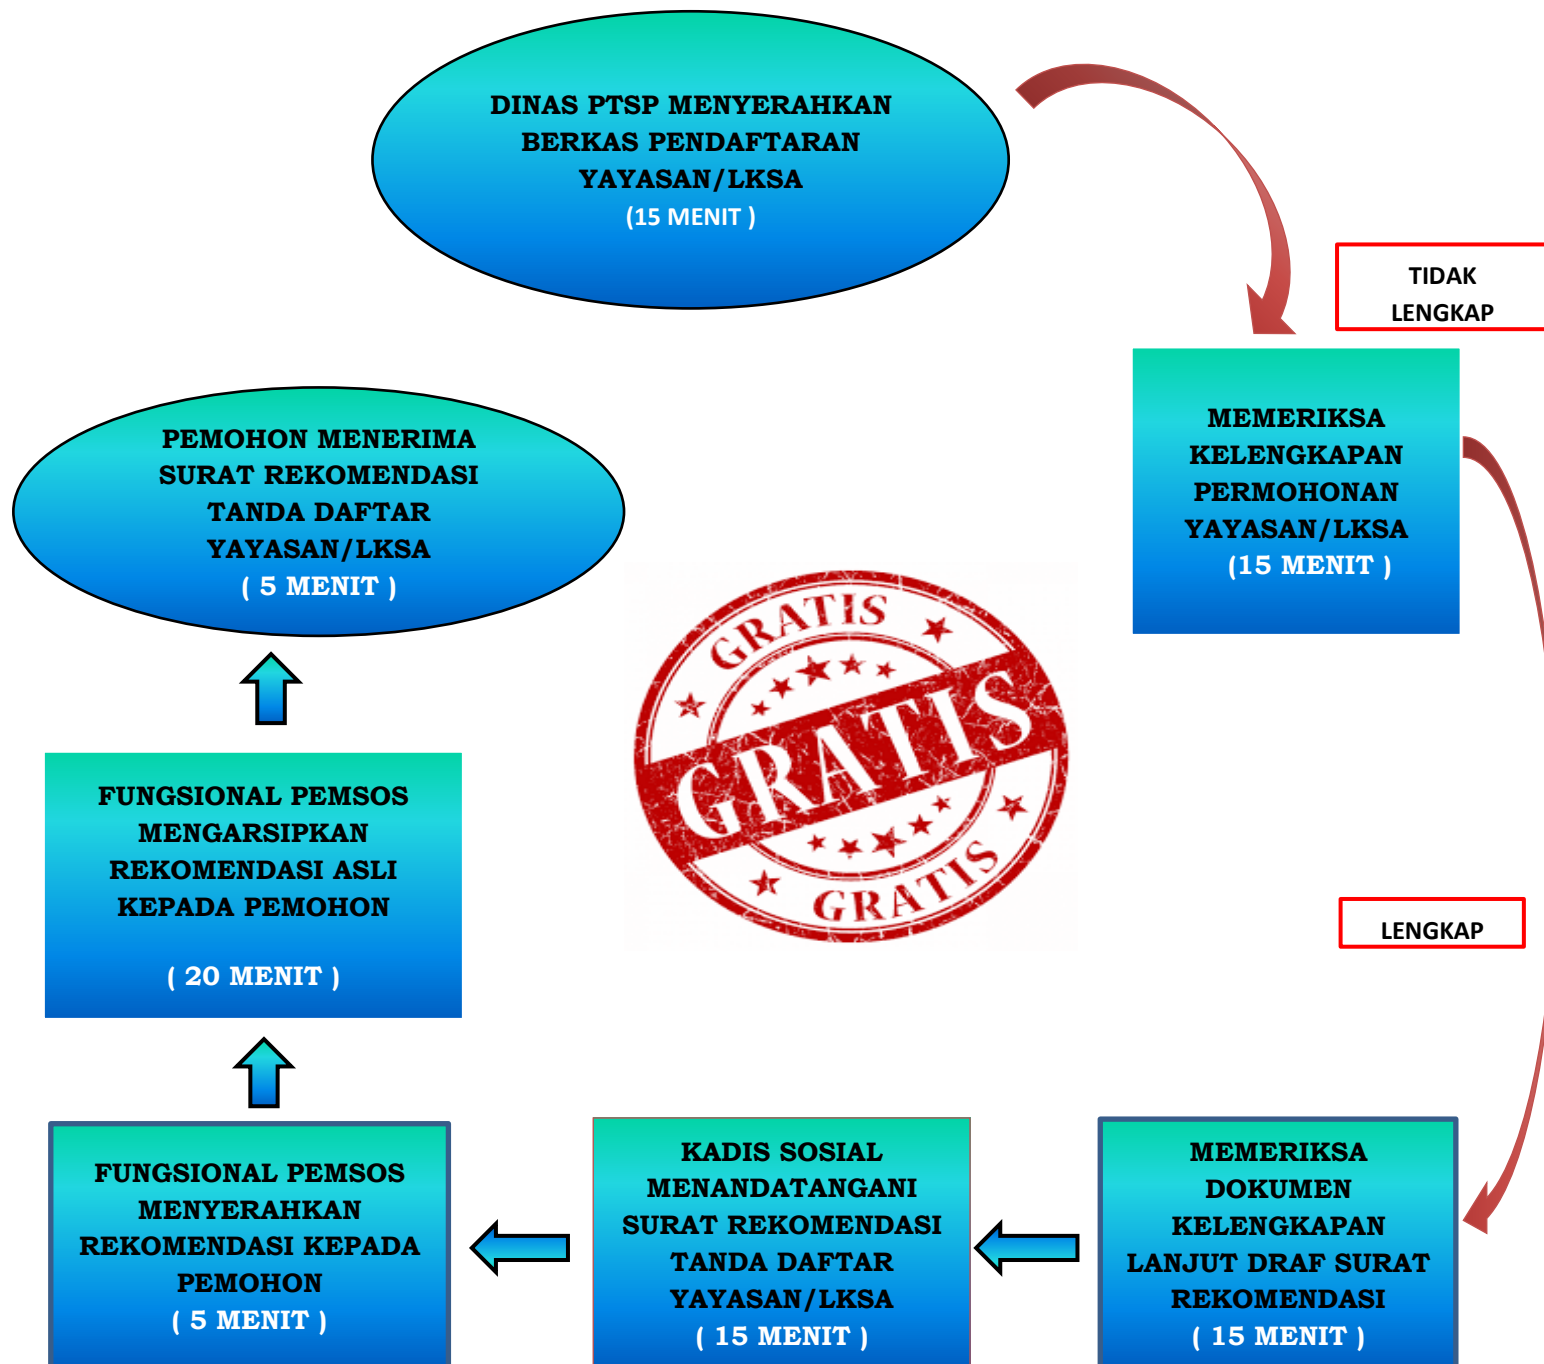 DINAS PTSP MENYERAHKAN
BERKAS PENDAFTARAN
YAYASAN/LKSA
(15 MENIT )
TIDAK
LENGKAP
MEMERIKSA
KELENGKAPAN
PERMOHONAN
YAYASAN/LKSA
(15 MENIT )
PEMOHON MENERIMA
SURAT REKOMENDASI
TANDA DAFTAR
YAYASAN/LKSA
( 5 MENIT )
GRATIS
GRATIS
GRATIS
FUNGSIONAL PEMSOS
MENGARSIPKAN
REKOMENDASI ASLI
KEPADA PEMOHON
( 20 MENIT )
LENGKAP
FUNGSIONAL PEMSOS
MENYERAHKAN
REKOMENDASI KEPADA
PEMOHON
( 5 MENIT )
KADIS SOSIAL
MENANDATANGANI
SURAT REKOMENDASI
TANDA DAFTAR
YAYASAN/LKSA
( 15 MENIT )
MEMERIKSA
DOKUMEN
KELENGKAPAN
LANJUT DRAF SURAT
REKOMENDASI
( 15 MENIT )